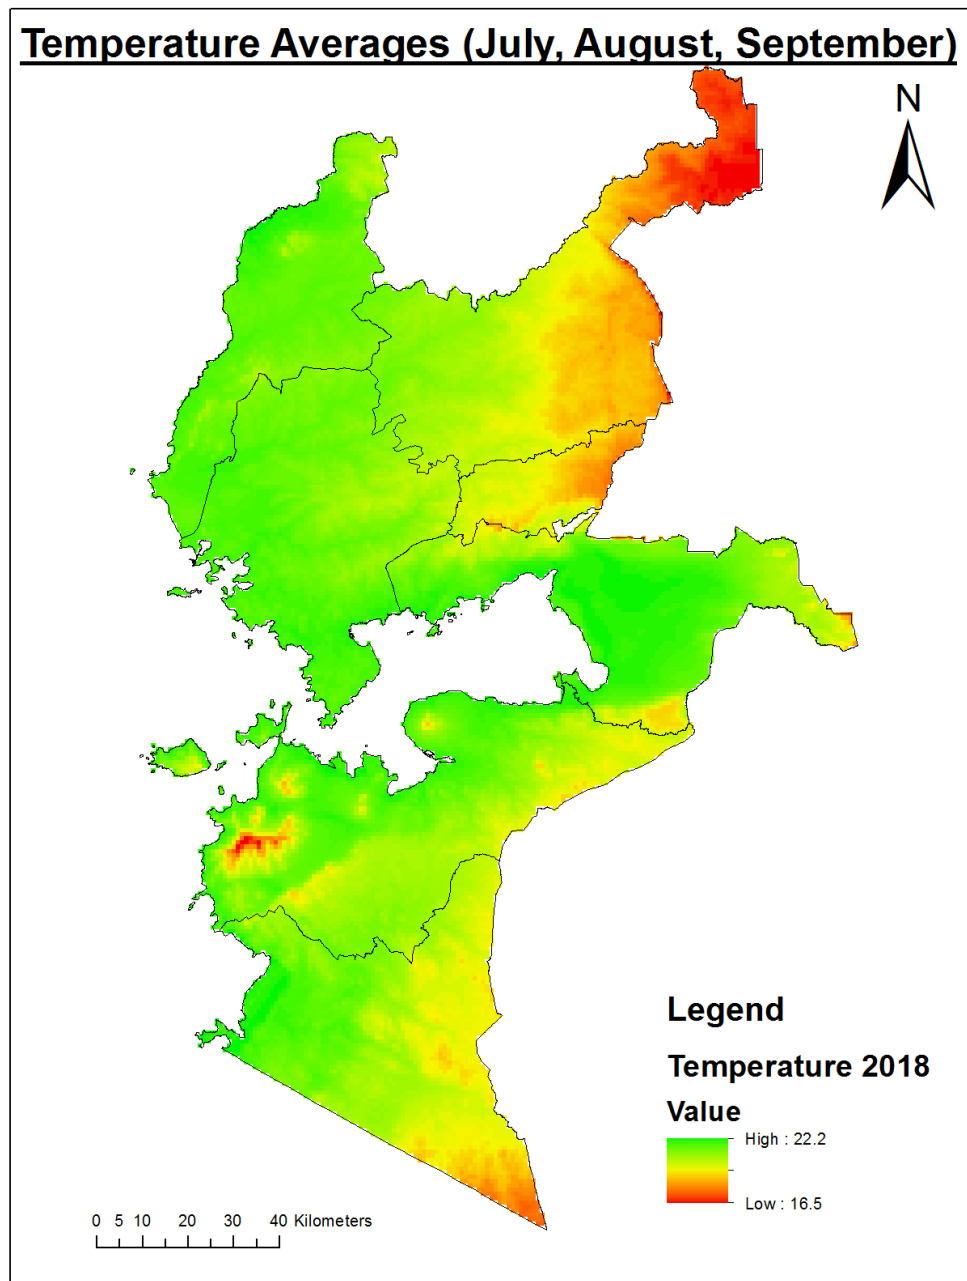 Temperature Averages (July, August, September)
N
Legend
Temperature 2018
Value
High : 22.2
Low : 16.5
0 5 10 20 30 40 Kilometers